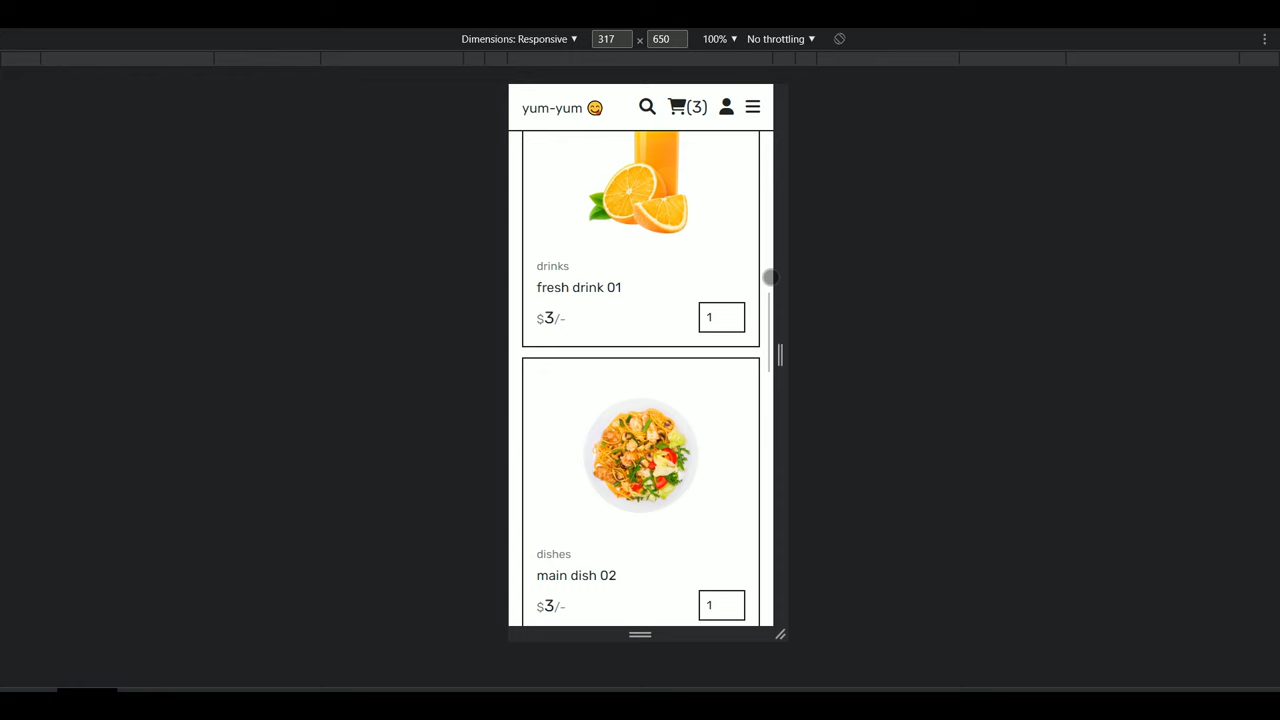 Dimensions: Responsive 317 × 650 100% No throttling
yum-yum 😋 (3)
drinks
fresh drink 01
$3/- 1
dishes
main dish 02
$3/- 1